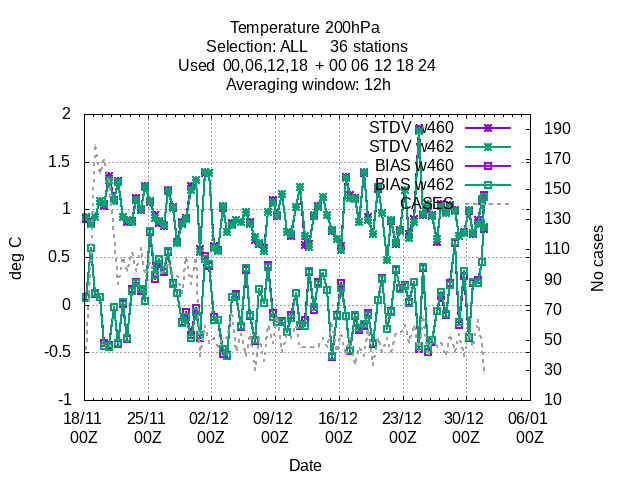 Temperature 200hPa
Selection: ALL 36 stations
Used 00,06,12,18 + 00 06 12 18 24
Averaging window: 12h
2
1.5
1
0.5
0
-0.5
-1
deg C
190
170
150
130
110
90
70
50
30
10
No cases
STDV w460
STDV w462
BIAS w460
BIAS w462
CASES
18/11 25/11 02/12 09/12 16/12 23/12 30/12 06/01
00Z 00Z 00Z 00Z 00Z 00Z 00Z 00Z
Date